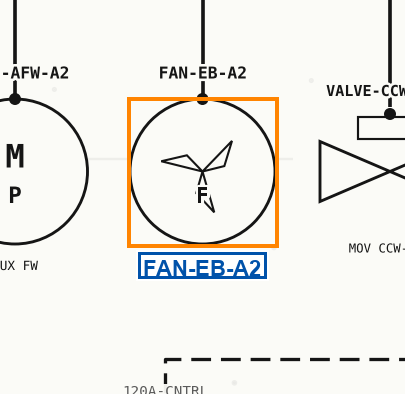 -AFW-A2
FAN-EB-A2
VALVE-CCW
M
P
F
UX FW
FAN-EB-A2
MOV CCW-
120A-CNTRL